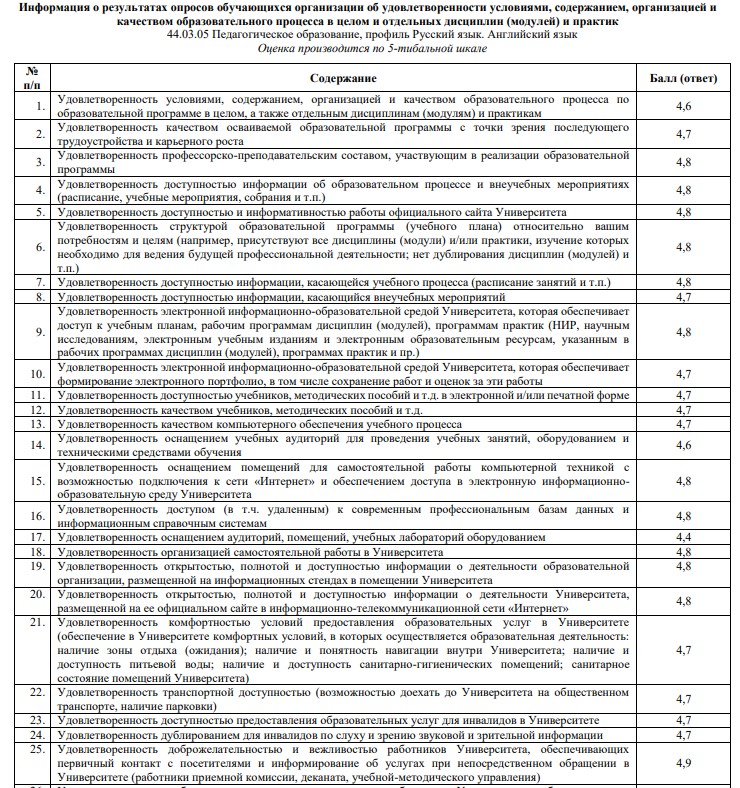 Информация о результатах опросов обучающихся организации об удовлетворенности условиями, содержанием, организацией и
качеством образовательного процесса в целом и отдельных дисциплин (модулей) и практик
44.03.05 Педагогическое образование, профиль Русский язык. Английский язык
Оценка производится по 5-тибальной шкале
№ п/п Содержание Балл (ответ)
1. Удовлетворенность условиями, содержанием, организацией и качеством образовательного процесса по
образовательной программе в целом, а также отдельным дисциплинам (модулям) и практикам 4,6
2. Удовлетворенность качеством осваиваемой образовательной программы с точки зрения последующего
трудоустройства и карьерного роста 4,7
3. Удовлетворенность профессорско-преподавательским составом, участвующим в реализации образовательной
программы 4,8
4. Удовлетворенность доступностью информации об образовательном процессе и внеучебных мероприятиях
(расписание, учебные мероприятия, собрания и т.п.) 4,8
5. Удовлетворенность доступностью и информативностью работы официального сайта Университета 4,8
6. Удовлетворенность структурой образовательной программы (учебного плана) относительно вашим
потребностям и целям (например, присутствуют все дисциплины (модули) и/или практики, изучение которых
необходимо для ведения будущей профессиональной деятельности; нет дублирования дисциплин (модулей) и
т.п.) 4,8
7. Удовлетворенность доступностью информации, касающейся учебного процесса (расписание занятий и т.п.) 4,8
8. Удовлетворенность доступностью информации, касающийся внеучебных мероприятий 4,7
9. Удовлетворенность электронной информационно-образовательной средой Университета, которая обеспечивает
доступ к учебным планам, рабочим программам дисциплин (модулей), программам практик (НИР, научным
исследованиям, электронным учебным изданиям и электронным образовательным ресурсам, указанным в
рабочих программах дисциплин (модулей), программах практик и пр.) 4,8
10. Удовлетворенность электронной информационно-образовательной средой Университета, которая обеспечивает
формирование электронного портфолио, в том числе сохранение работ и оценок за эти работы 4,7
11. Удовлетворенность доступностью учебников, методических пособий и т.д. в электронной и/или печатной форме 4,7
12. Удовлетворенность качеством учебников, методических пособий и т.д. 4,7
13. Удовлетворенность качеством компьютерного обеспечения учебного процесса 4,7
14. Удовлетворенность оснащением учебных аудиторий для проведения учебных занятий, оборудованием и
техническими средствами обучения 4,6
15. Удовлетворенность оснащением помещений для самостоятельной работы компьютерной техникой с
возможностью подключения к сети «Интернет» и обеспечением доступа в электронную информационно-
образовательную среду Университета 4,8
16. Удовлетворенность доступом (в т.ч. удаленным) к современным профессиональным базам данных и
информационным справочным системам 4,8
17. Удовлетворенность оснащением аудиторий, помещений, учебных лабораторий оборудованием 4,4
18. Удовлетворенность организацией самостоятельной работы в Университета 4,8
19. Удовлетворенность открытостью, полнотой и доступностью информации о деятельности образовательной
организации, размещенной на информационных стендах в помещении Университета 4,8
20. Удовлетворенность открытостью, полнотой и доступностью информации о деятельности Университета,
размещенной на ее официальном сайте в информационно-телекоммуникационной сети «Интернет» 4,8
21. Удовлетворенность комфортностью условий предоставления образовательных услуг в Университете
(обеспечение в Университете комфортных условий, в которых осуществляется образовательная деятельность:
наличие зоны отдыха (ожидания); наличие и понятность навигации внутри Университета; наличие и
доступность питьевой воды; наличие и доступность санитарно-гигиенических помещений; санитарное
состояние помещений Университета) 4,7
22. Удовлетворенность транспортной доступностью (возможностью доехать до Университета на общественном
транспорте, наличие парковки) 4,7
23. Удовлетворенность доступностью предоставления образовательных услуг для инвалидов в Университете 4,7
24. Удовлетворенность дублированием для инвалидов по слуху и зрению звуковой и зрительной информации 4,7
25. Удовлетворенность доброжелательностью и вежливостью работников Университета, обеспечивающих
первичный контакт с посетителями и информирование об услугах при непосредственном обращении в
Университете (работники приемной комиссии, деканата, учебной-методического управления) 4,9